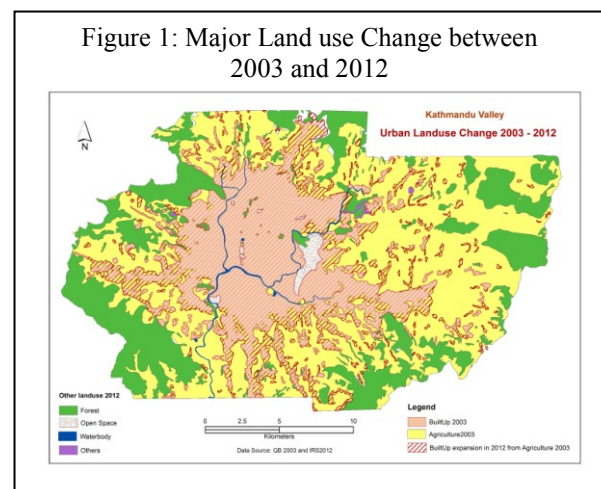 Figure 1: Major Land use Change between
2003 and 2012
Kathmandu Valley
Urban Landuse Change 2003 - 2012
N
Other landuse 2012
Forest
Open Space
Waterbody
Others
0 2.5 5 10
Kilometers
Data Source: QB 2003 and IRS2012
Legend
BuiltUp 2003
Agriculture2003
BuiltUp expansion in 2012 from Agriculture 2003